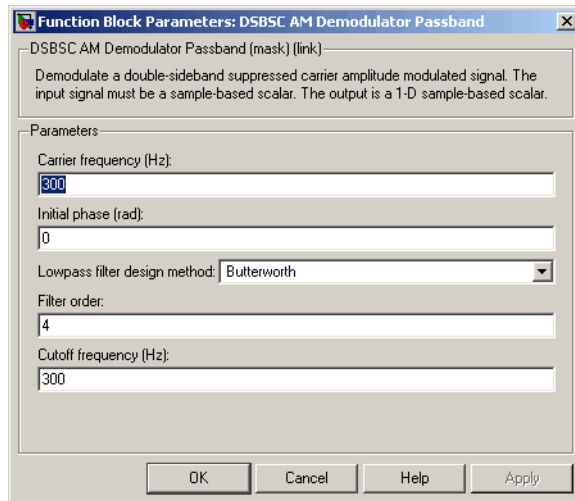 Function Block Parameters: DSBSC AM Demodulator Passband
DSBSC AM Demodulator Passband (mask) (link)
Demodulate a double-sideband suppressed carrier amplitude modulated signal. The
input signal must be a sample-based scalar. The output is a 1-D sample-based scalar.
Parameters
Carrier frequency (Hz):
300
Initial phase (rad):
0
Lowpass filter design method: Butterworth
Filter order:
4
Cutoff frequency (Hz):
300
OK Cancel Help Apply